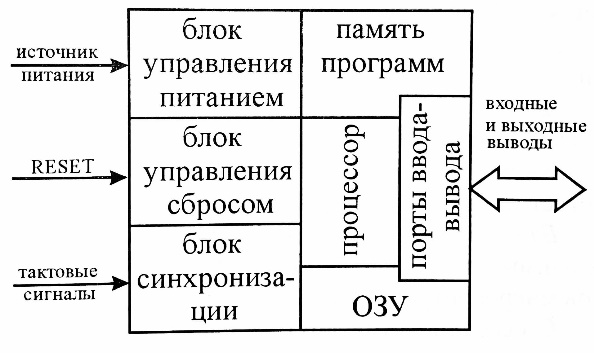 источник
питания
блок
управления
питанием
память
программ
RESET
блок
управления
сбросом
процессор
порты ввода-
вывода
входные
и выходные
выводы
тактовые
сигналы
блок
синхрониза-
ции
ОЗУ